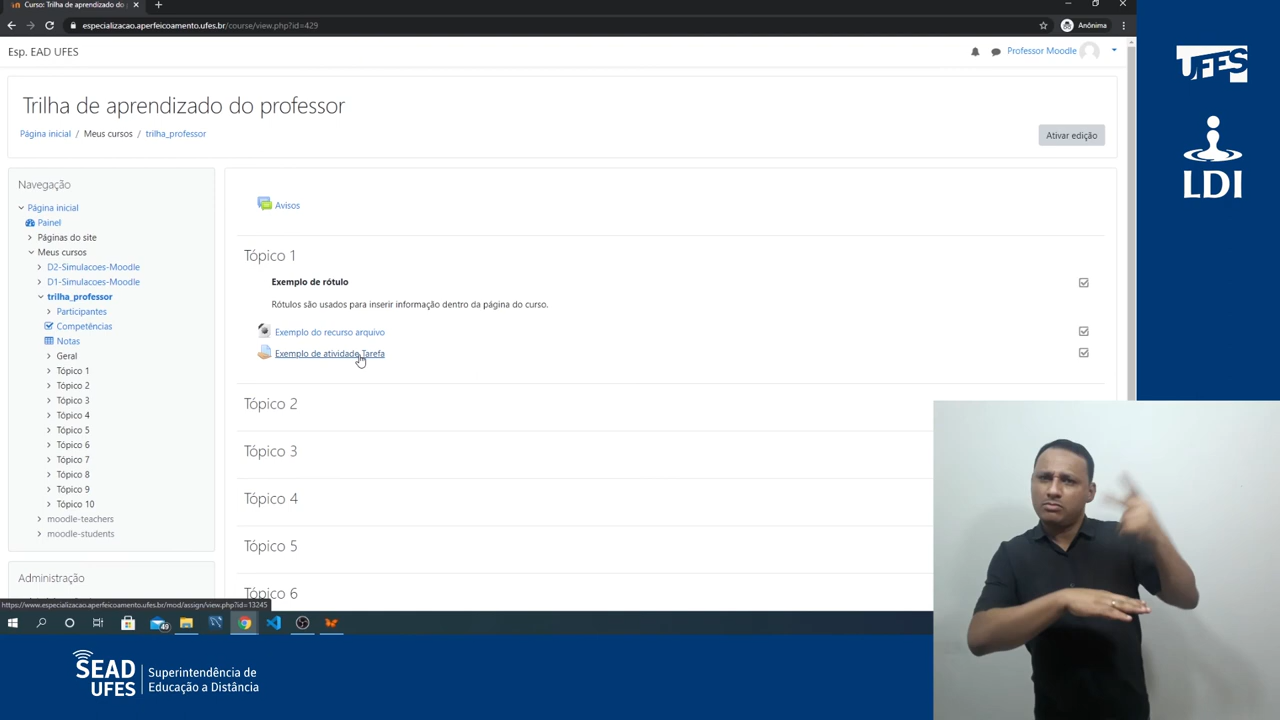 Curso: Trilha de aprendizado do
especializacao.aperfeicoamento.ufes.br/course/view.php?id=429
Anônima
Esp. EAD UFES
Professor Moodle
Trilha de aprendizado do professor
Página inicial / Meus cursos / trilha_professor
Ativar edição
Navegação
Página inicial
Painel
Páginas do site
Meus cursos
D2-Simulacoes-Moodle
D1-Simulacoes-Moodle
trilha_professor
Participantes
Competências
Notas
Geral
Tópico 1
Tópico 2
Tópico 3
Tópico 4
Tópico 5
Tópico 6
Tópico 7
Tópico 8
Tópico 9
Tópico 10
moodle-teachers
moodle-students
Administração
Avisos
Tópico 1
Exemplo de rótulo
Rótulos são usados para inserir informação dentro da página do curso.
Exemplo do recurso arquivo
Exemplo de atividade Tarefa
Tópico 2
Tópico 3
Tópico 4
Tópico 5
Tópico 6
https://www.especializacao.aperfeicoamento.ufes.br/mod/assign/view.php?id=13245
49
UFES
LDI
SEAD
UFES
Superintendência de
Educação a Distância